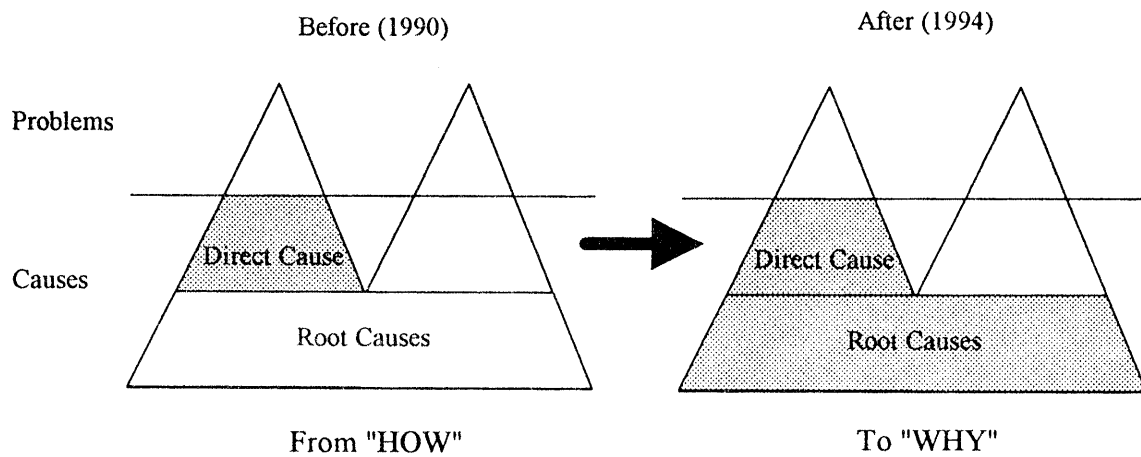 Before (1990)
After (1994)
Problems
Causes
Direct Cause
Root Causes
Direct Cause
Root Causes
From "HOW"
To "WHY"